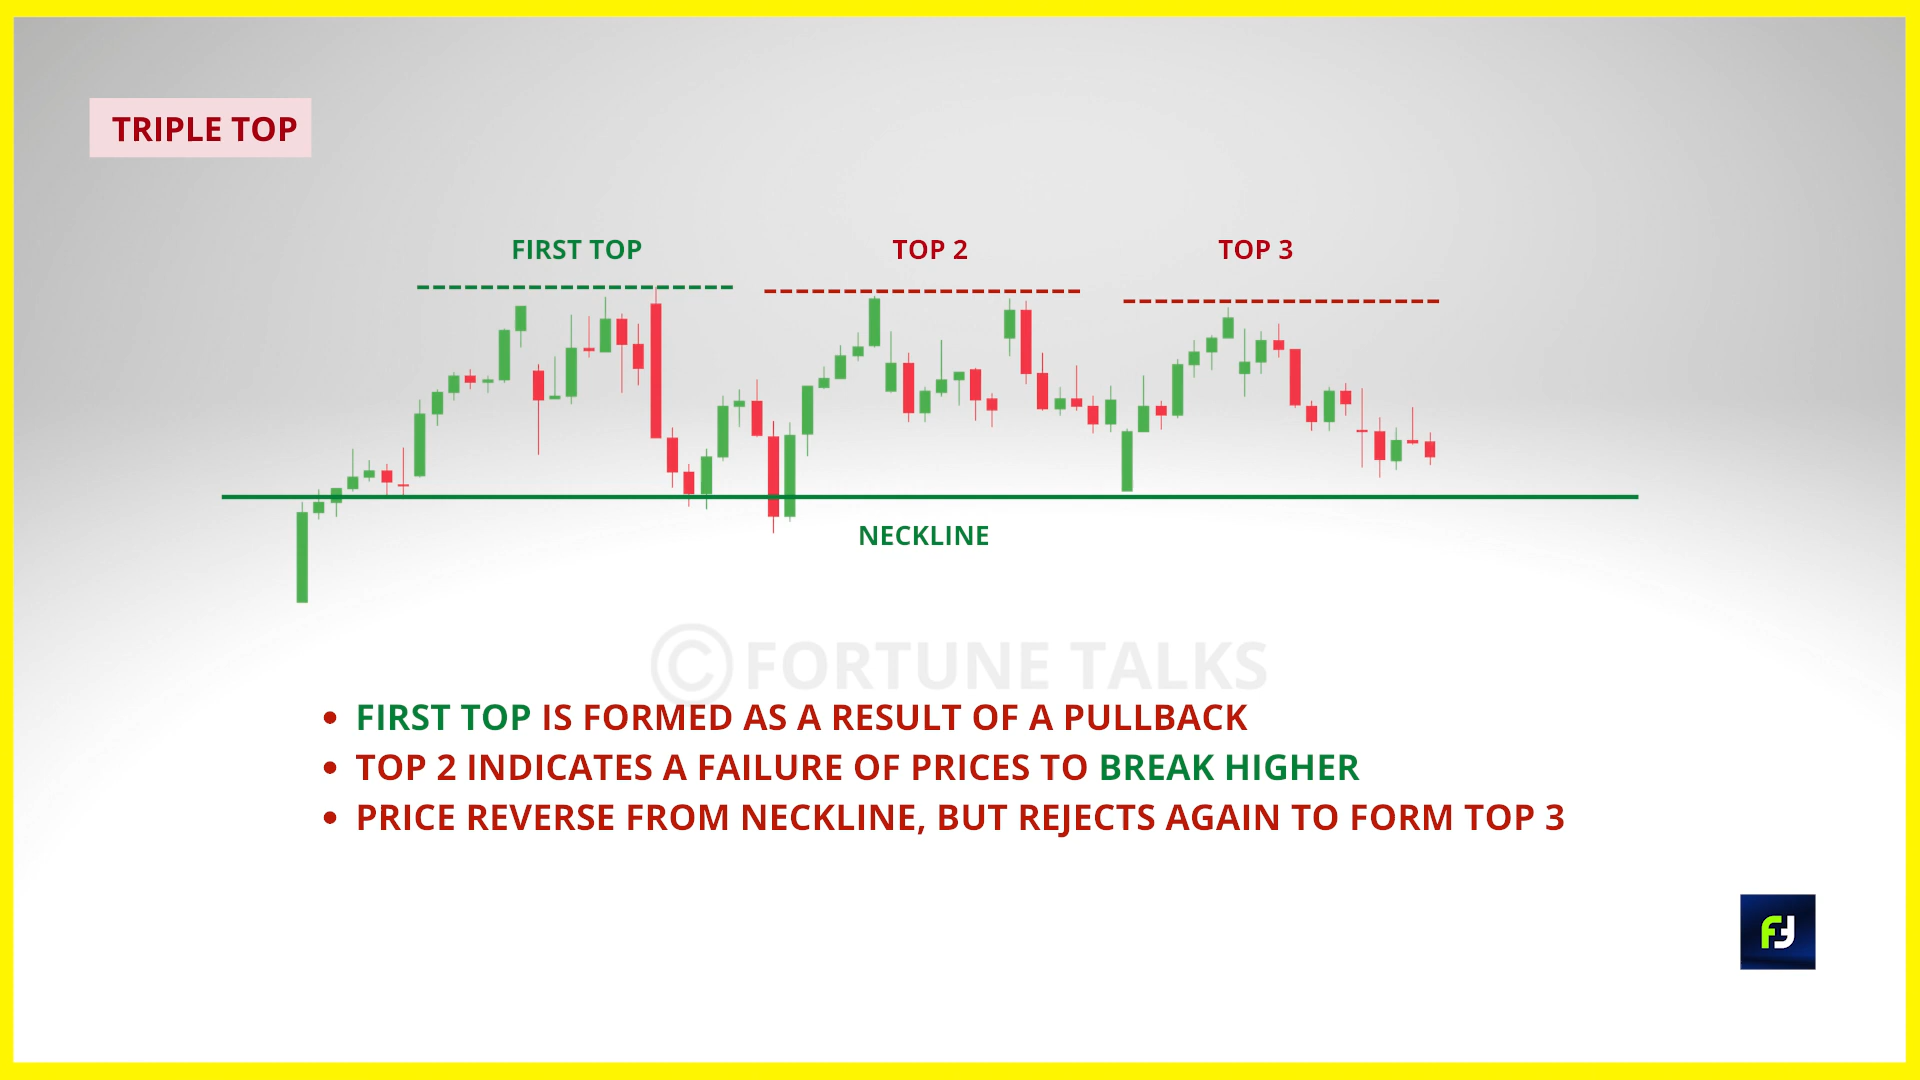 TRIPLE TOP
FIRST TOP
TOP 2
TOP 3
NECKLINE
© FORTUNE TALKS
• FIRST TOP IS FORMED AS A RESULT OF A PULLBACK
• TOP 2 INDICATES A FAILURE OF PRICES TO BREAK HIGHER
• PRICE REVERSE FROM NECKLINE, BUT REJECTS AGAIN TO FORM TOP 3